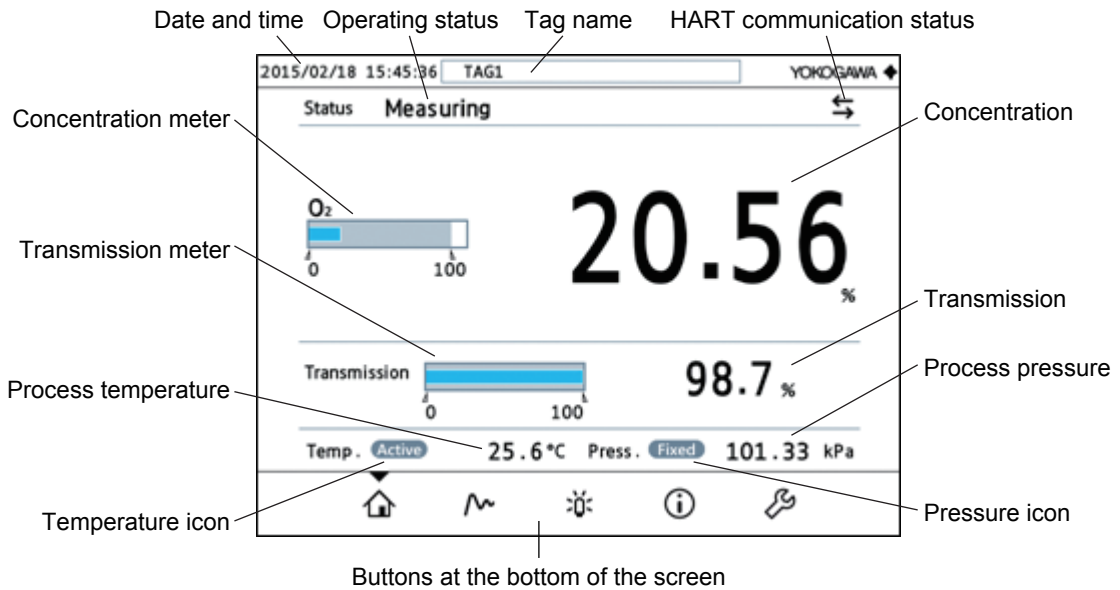 Date and time Operating status Tag name HART communication status
2015/02/18 15:45:36 TAG1 YOKOGAWA
Status Measuring
Concentration meter
Concentration
O₂
20.56
%
0 100
Transmission meter
Transmission
Transmission
98.7 %
0 100
Process temperature
Process pressure
Temp. Active 25.6°C Press. Fixed 101.33 kPa
Temperature icon
Pressure icon
Buttons at the bottom of the screen